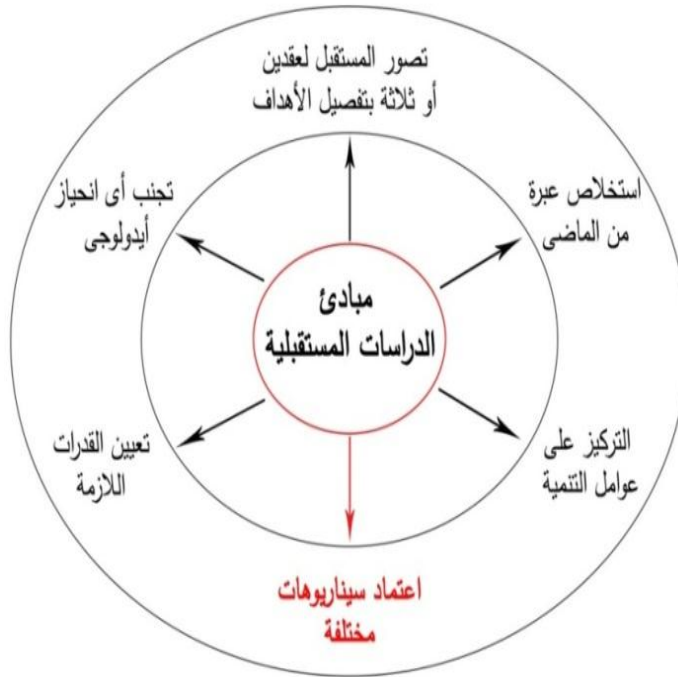 مبادئ
الدراسات المستقبلية
تصور المستقبل لعقدين
أو ثلاثة بتفصيل الأهداف
استخلاص عبرة
من الماضى
التركيز على
عوامل التنمية
اعتماد سيناريوهات
مختلفة
تعيين القدرات
اللازمة
تجنب أى انحياز
أيدولوجى